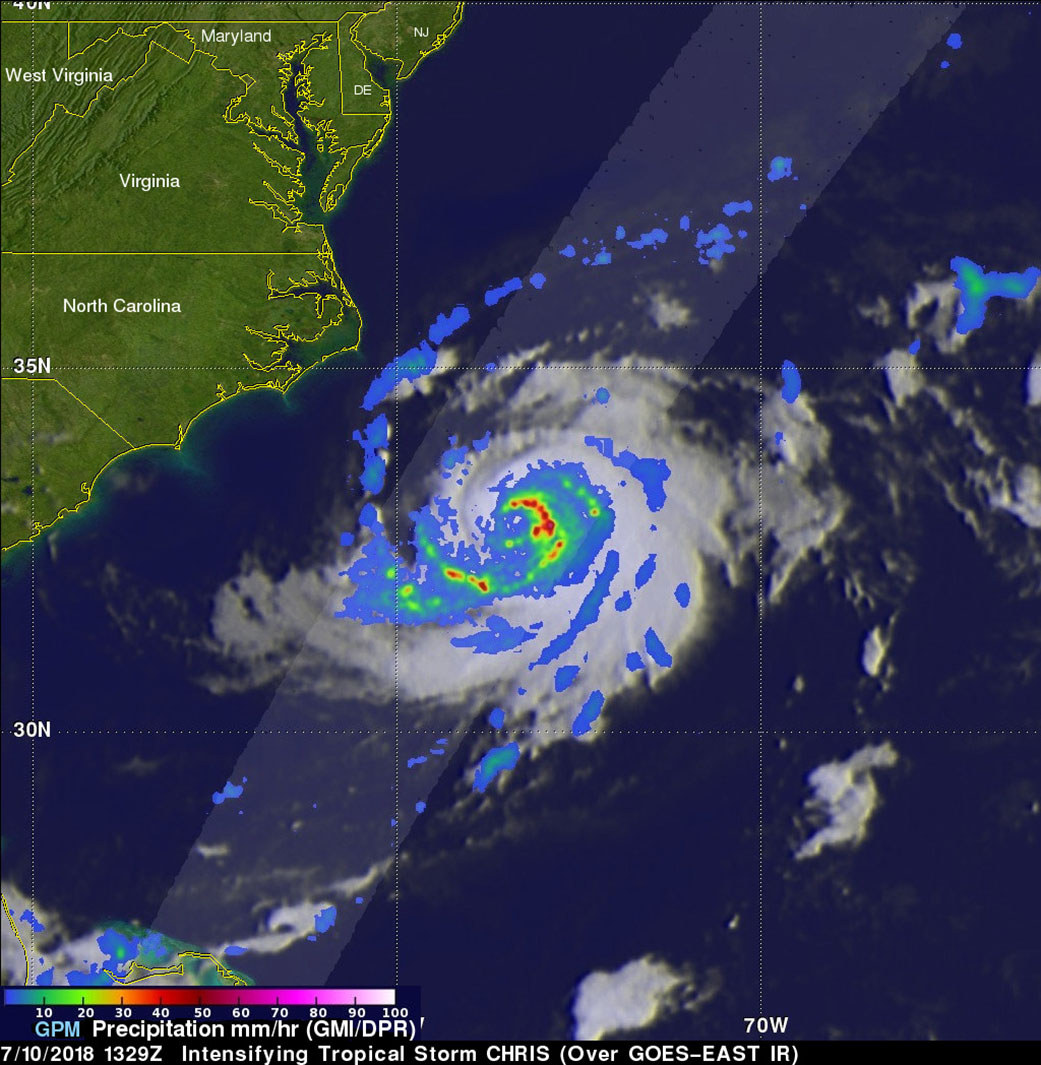 40N
Maryland
NJ
West Virginia
DE
Virginia
North Carolina
35N
30N
10 20 30 40 50 60 70 80 90 100
GPM Precipitation mm/hr (GMI/DPR)
70W
7/10/2018 1329Z Intensifying Tropical Storm CHRIS (Over GOES-EAST IR)